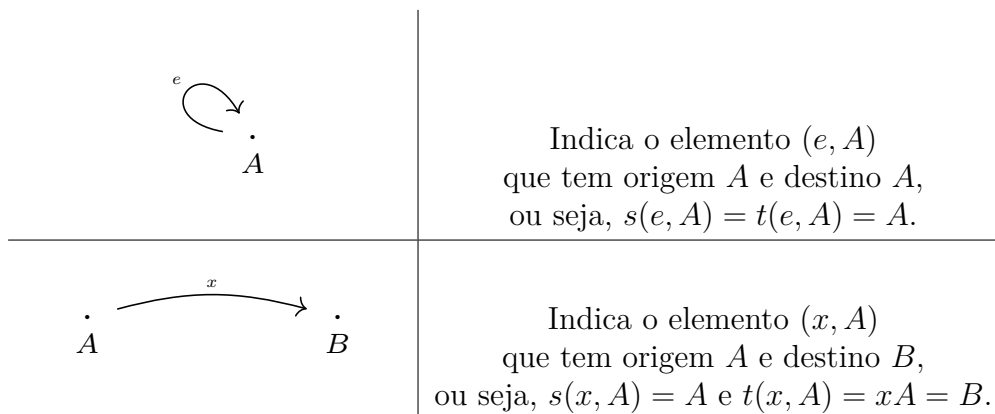 e
A
Indica o elemento (e, A)
que tem origem A e destino A,
ou seja, s(e, A) = t(e, A) = A.
x
A
B
Indica o elemento (x, A)
que tem origem A e destino B,
ou seja, s(x, A) = A e t(x, A) = xA = B.